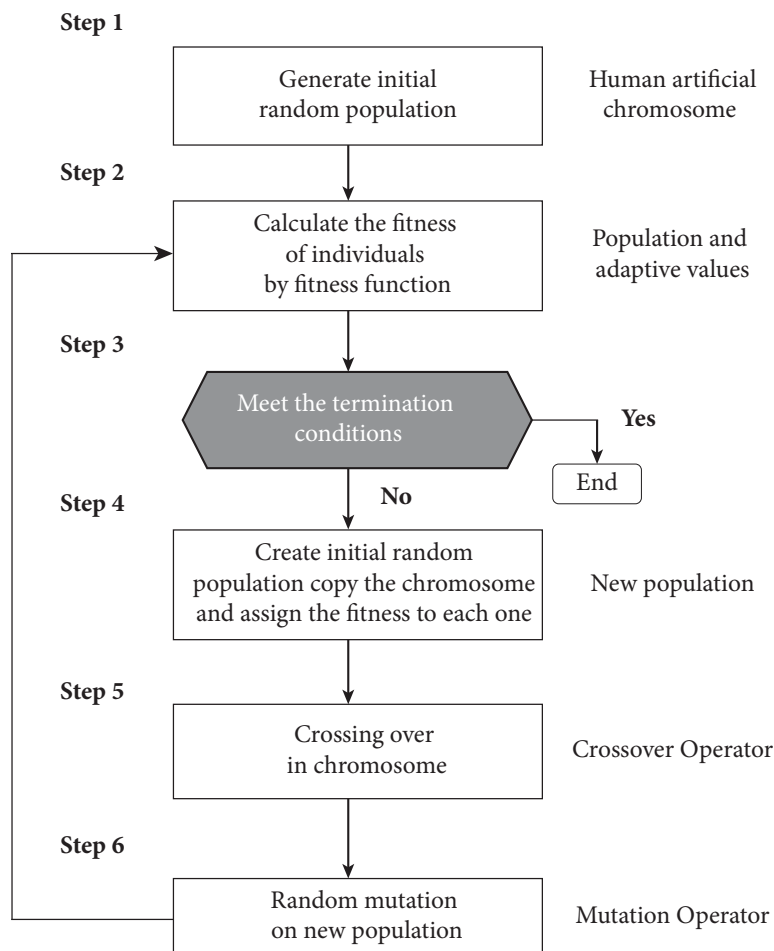 Step 1
Generate initial
random population
Human artificial
chromosome
Step 2
Calculate the fitness
of individuals
by fitness function
Population and
adaptive values
Step 3
Meet the termination
conditions
Yes
End
No
Step 4
Create initial random
population copy the chromosome
and assign the fitness to each one
New population
Step 5
Crossing over
in chromosome
Crossover Operator
Step 6
Random mutation
on new population
Mutation Operator